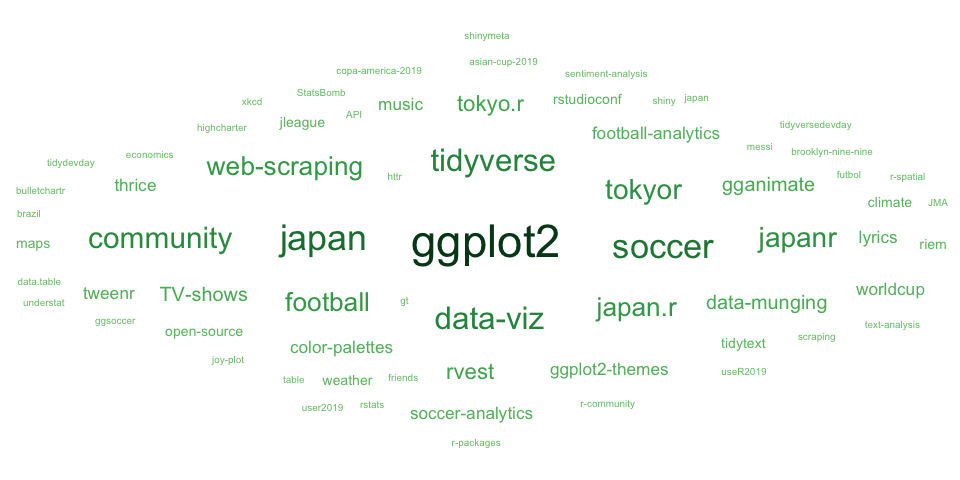 shinymeta
asian-cup-2019
copa-america-2019
sentiment-analysis
StatsBomb
xkcd
music
tokyo.r
rstudioconf
shiny
japan
API
highcharter
jleague
football-analytics
tidyversedevday
messi
brooklyn-nine-nine
tidydevday
economics
web-scraping
tidyverse
httr
futbol
r-spatial
bulletchartr
thrice
tokyor
gganimate
climate
JMA
brazil
maps
community
japan
ggplot2
soccer
japanr
lyrics
riem
data.table
understat
tweenr
TV-shows
football
gt
data-viz
japan.r
data-munging
worldcup
ggsoccer
open-source
text-analysis
scraping
color-palettes
tidytext
joy-plot
table
weather
friends
rvest
ggplot2-themes
useR2019
user2019
rstats
soccer-analytics
r-community
r-packages